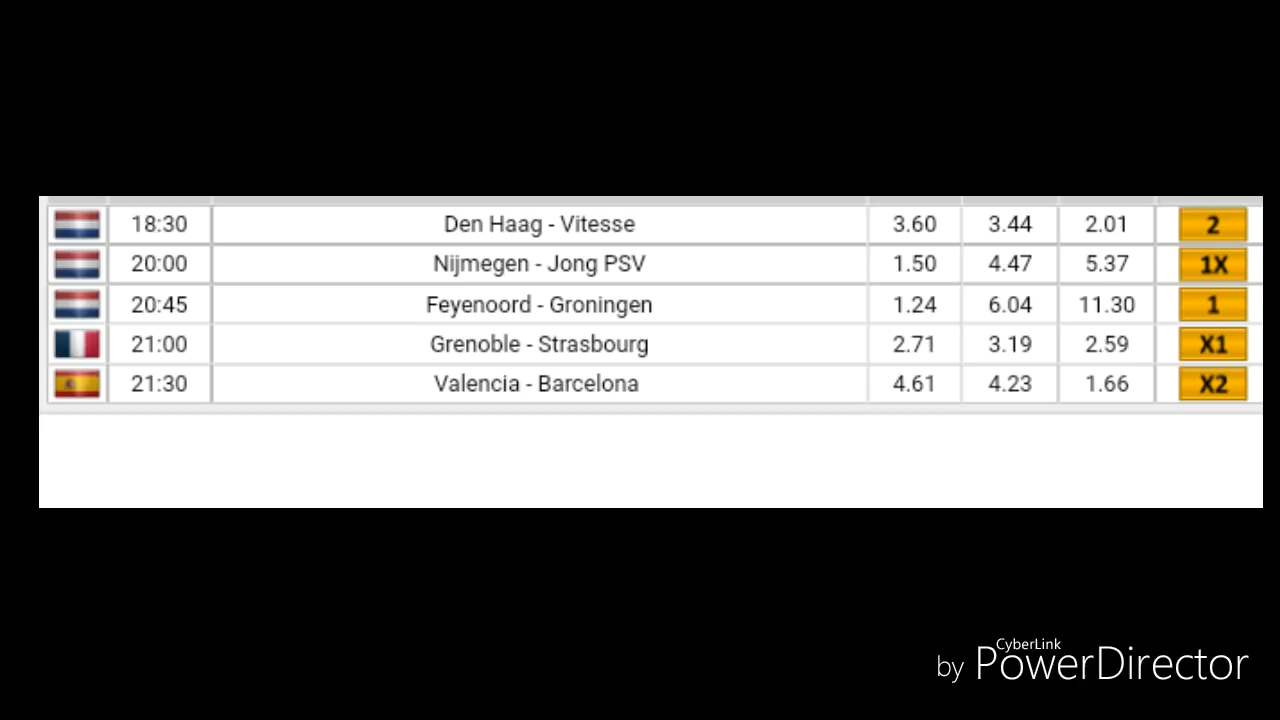 18:30 Den Haag - Vitesse 3.60 3.44 2.01 2
20:00 Nijmegen - Jong PSV 1.50 4.47 5.37 1X
20:45 Feyenoord - Groningen 1.24 6.04 11.30 1
21:00 Grenoble - Strasbourg 2.71 3.19 2.59 X1
21:30 Valencia - Barcelona 4.61 4.23 1.66 X2
CyberLink
by PowerDirector